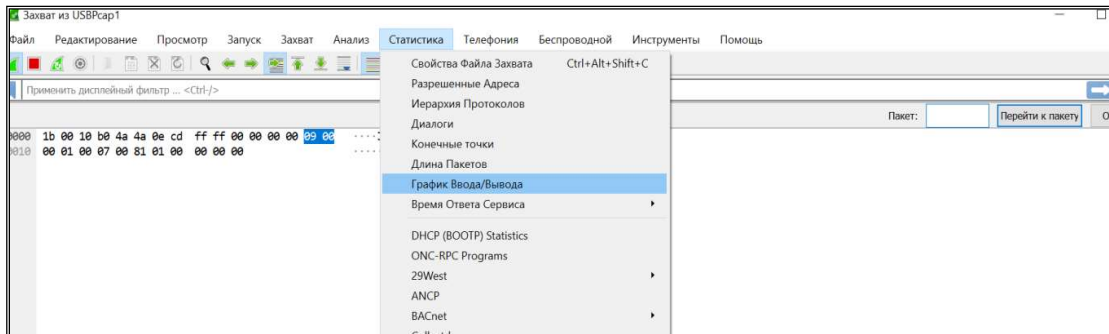 Захват из USBPcap1
Файл Редактирование Просмотр Запуск Захват Анализ Статистика Телефония Беспроводной Инструменты Помощь
Применить дисплейный фильтр ... <Ctrl-/>
Пакет: Перейти к пакету
0000 1b 00 10 b0 4a 4a 0e cd ff ff 00 00 00 00 09 00
0010 00 01 00 07 00 81 01 00 00 00 00
Свойства Файла Захвата Ctrl+Alt+Shift+C
Разрешенные Адреса
Иерархия Протоколов
Диалоги
Конечные точки
Длина Пакетов
График Ввода/Вывода
Время Ответа Сервиса
DHCP (BOOTP) Statistics
ONC-RPC Programs
29West
ANCP
BACnet